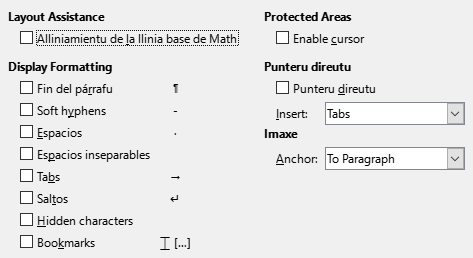 Layout Assistance
Alliniamientu de la llinia base de Math
Display Formatting
Fin del párrafu ¶
Soft hyphens -
Espacios ·
Espacios inseparables
Tabs →
Saltos ↵
Hidden characters
Bookmarks [...]
Protected Areas
Enable cursor
Punteru direutu
Punteru direutu
Insert: Tabs
Imaxe
Anchor: To Paragraph